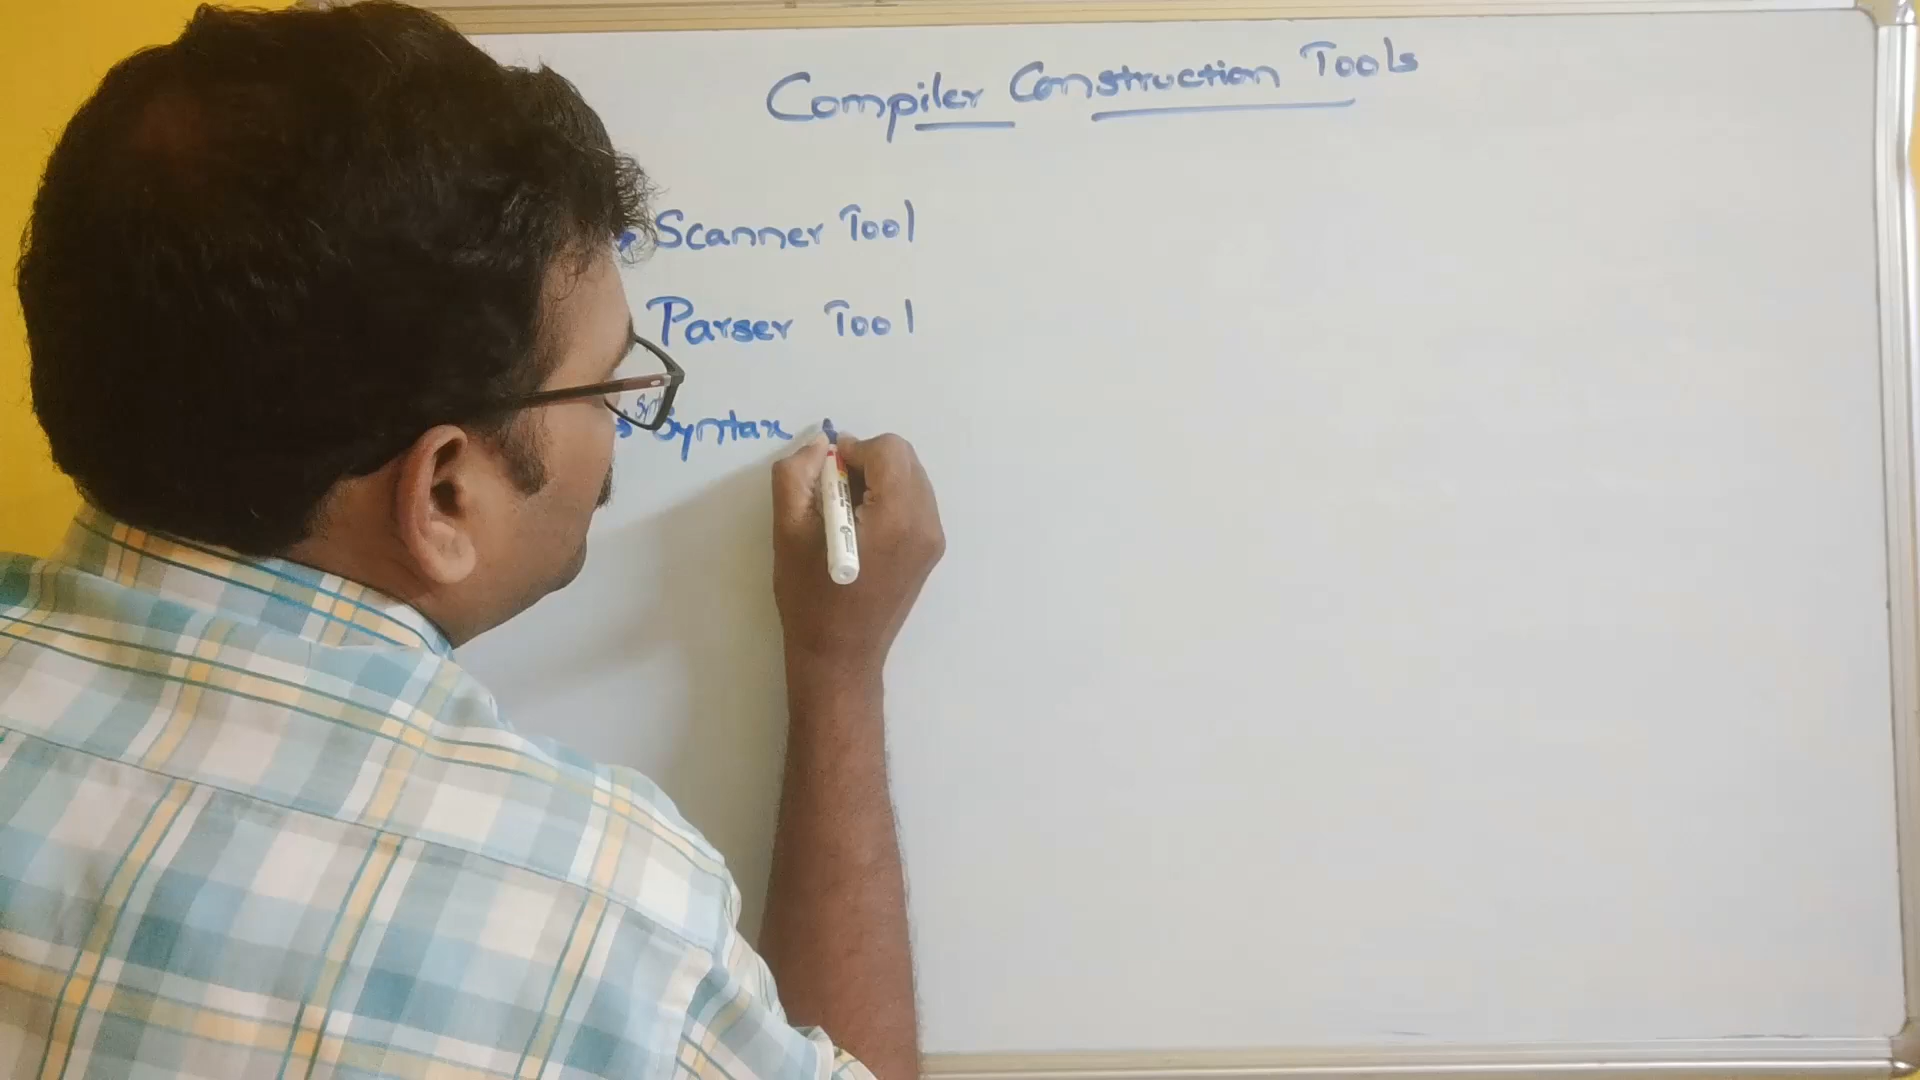 Compiler Construction Tools
Scanner Tool
Parser Tool
Syntax